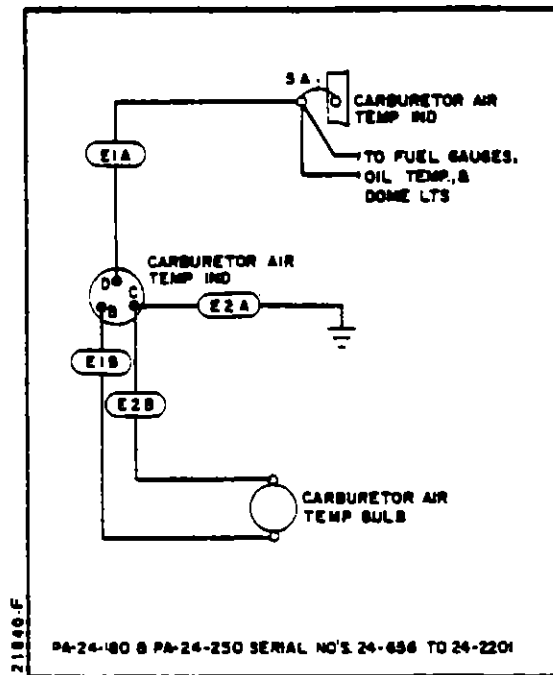 5 A.
CARBURETOR AIR
TEMP IND
TO FUEL GAUGES,
OIL TEMP., &
DOME LTS
E1A
CARBURETOR AIR
TEMP IND
D
C
B
E2A
E1B
E2B
CARBURETOR AIR
TEMP BULB
21840-F
PA-24-180 & PA-24-250 SERIAL NO'S. 24-656 TO 24-2201